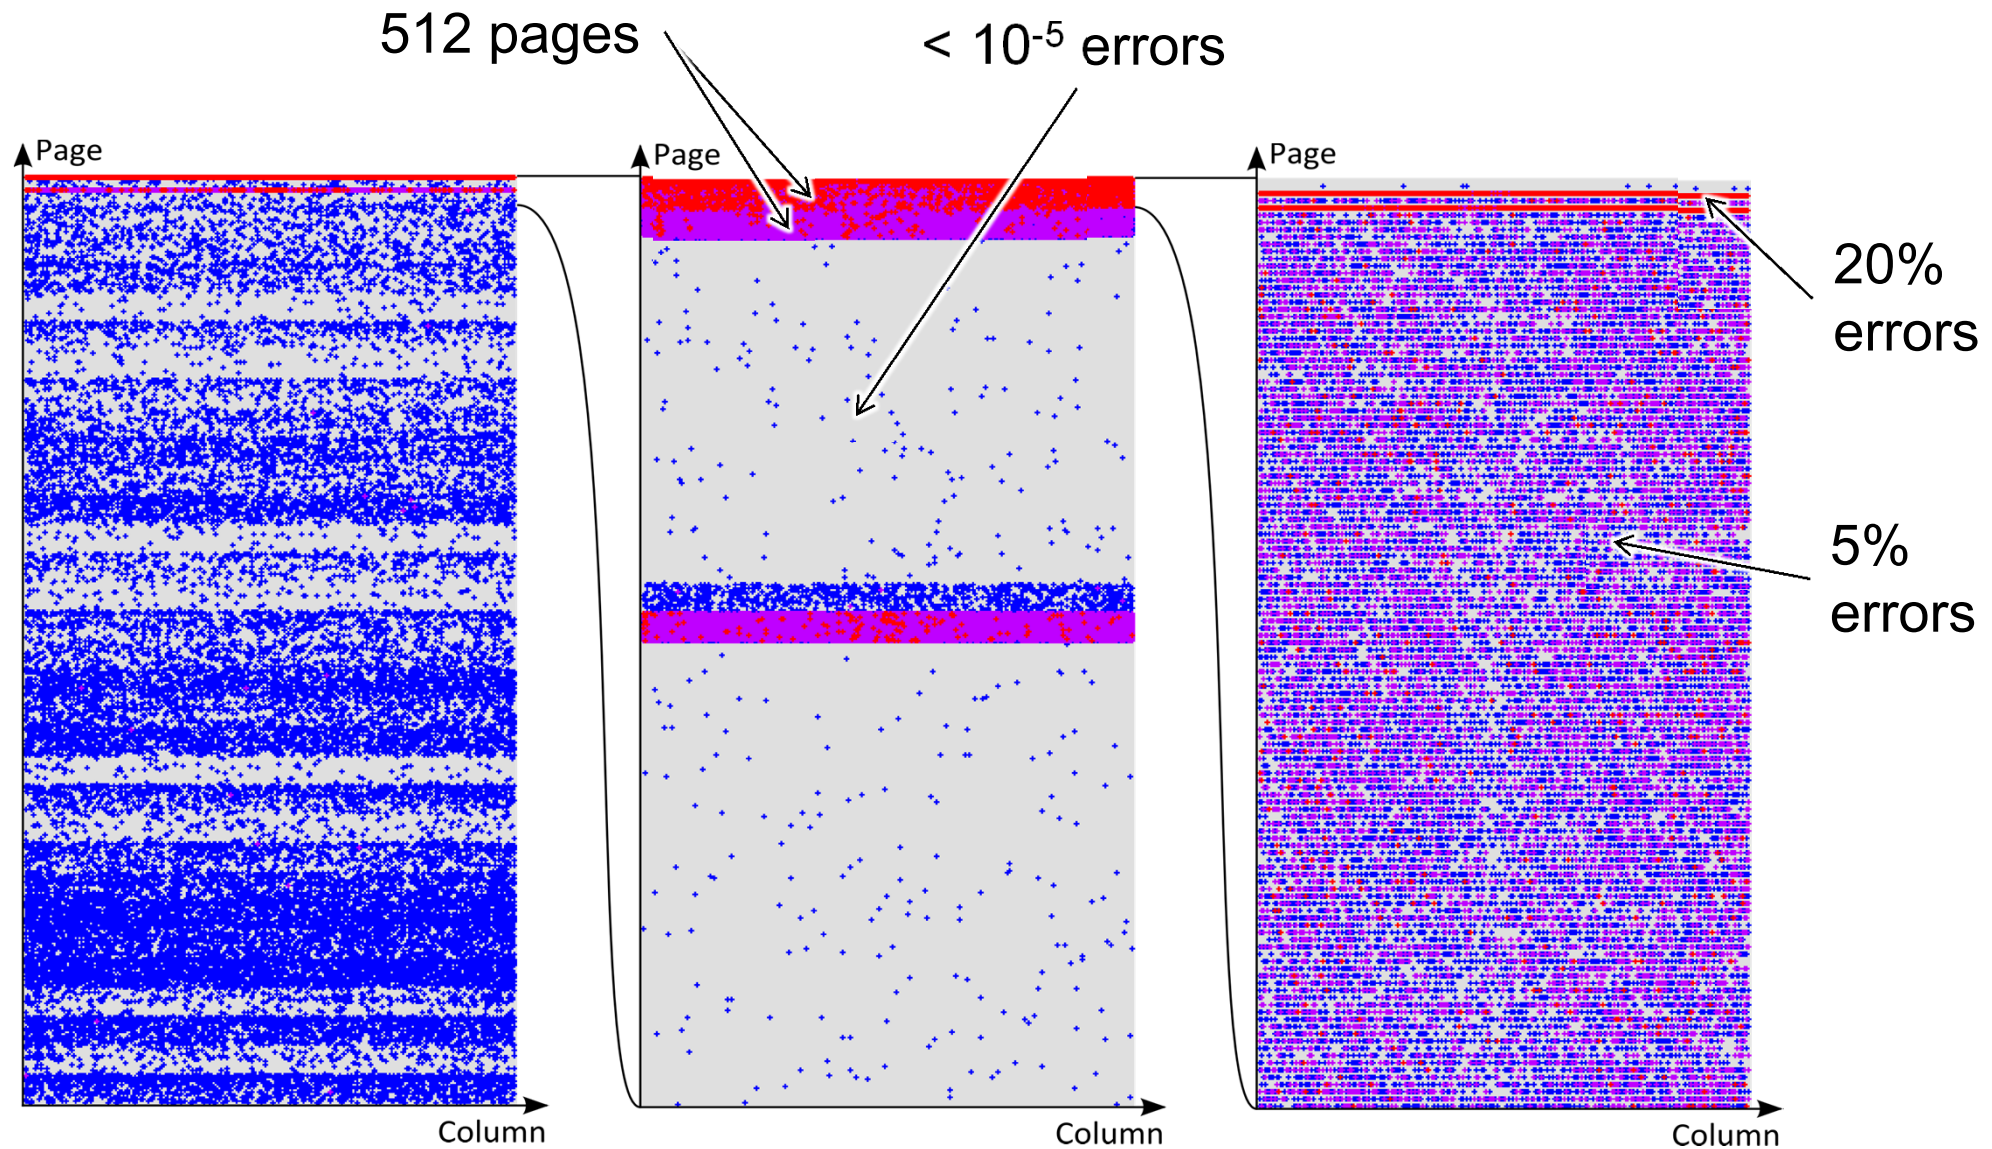 512 pages
< 10⁻⁵ errors
Page
Page
Page
20%
errors
5%
errors
Column
Column
Column